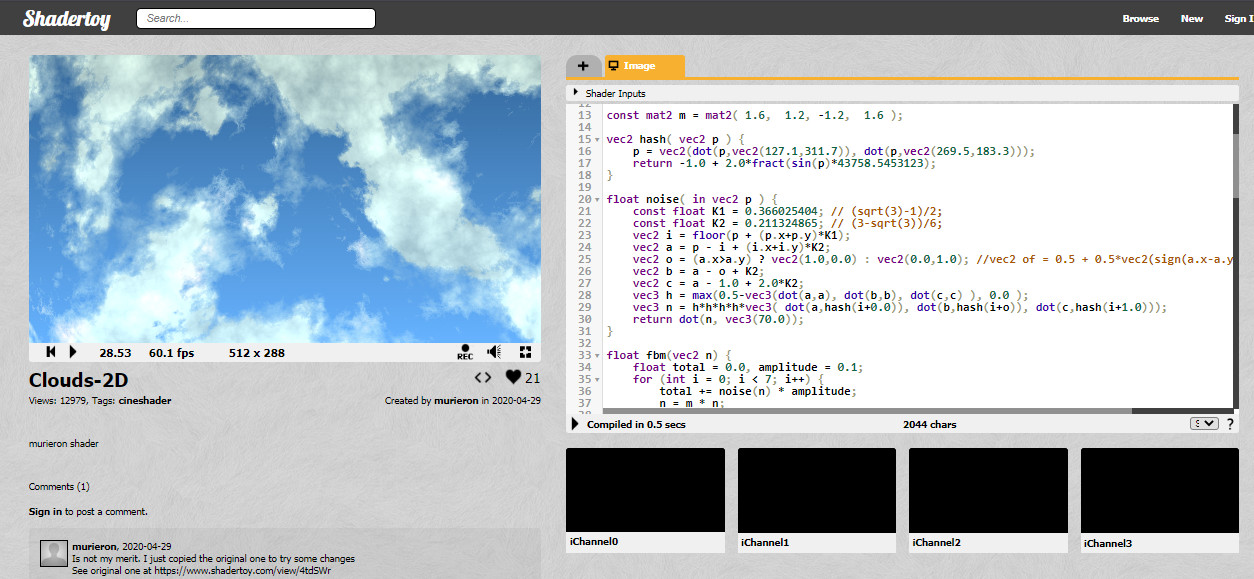 Shadertoy
Search...
Browse
New
Sign I
Image
Shader Inputs
12
13 const mat2 m = mat2( 1.6,  1.2, -1.2,  1.6 );
14
15 vec2 hash( vec2 p ) {
16     p = vec2(dot(p,vec2(127.1,311.7)), dot(p,vec2(269.5,183.3)));
17     return -1.0 + 2.0*fract(sin(p)*43758.5453123);
18 }
19
20 float noise( in vec2 p ) {
21     const float K1 = 0.366025404; // (sqrt(3)-1)/2;
22     const float K2 = 0.211324865; // (3-sqrt(3))/6;
23     vec2 i = floor(p + (p.x+p.y)*K1);
24     vec2 a = p - i + (i.x+i.y)*K2;
25     vec2 o = (a.x>a.y) ? vec2(1.0,0.0) : vec2(0.0,1.0); //vec2 of = 0.5 + 0.5*vec2(sign(a.x-a.y
26     vec2 b = a - o + K2;
27     vec2 c = a - 1.0 + 2.0*K2;
28     vec3 h = max(0.5-vec3(dot(a,a), dot(b,b), dot(c,c) ), 0.0 );
29     vec3 n = h*h*h*h*vec3( dot(a,hash(i+0.0)), dot(b,hash(i+o)), dot(c,hash(i+1.0)));
30     return dot(n, vec3(70.0));
31 }
32
33 float fbm(vec2 n) {
34     float total = 0.0, amplitude = 0.1;
35     for (int i = 0; i < 7; i++) {
36         total += noise(n) * amplitude;
37         n = m * n;
Compiled in 0.5 secs
2044 chars
S
?
28.53
60.1 fps
512 x 288
REC
Clouds-2D
21
Views: 12979, Tags: cineshader
Created by murieron in 2020-04-29
murieron shader
Comments (1)
Sign in to post a comment.
murieron, 2020-04-29
Is not my merit. I just copied the original one to try some changes
See original one at https://www.shadertoy.com/view/4tdSWr
iChannel0
iChannel1
iChannel2
iChannel3